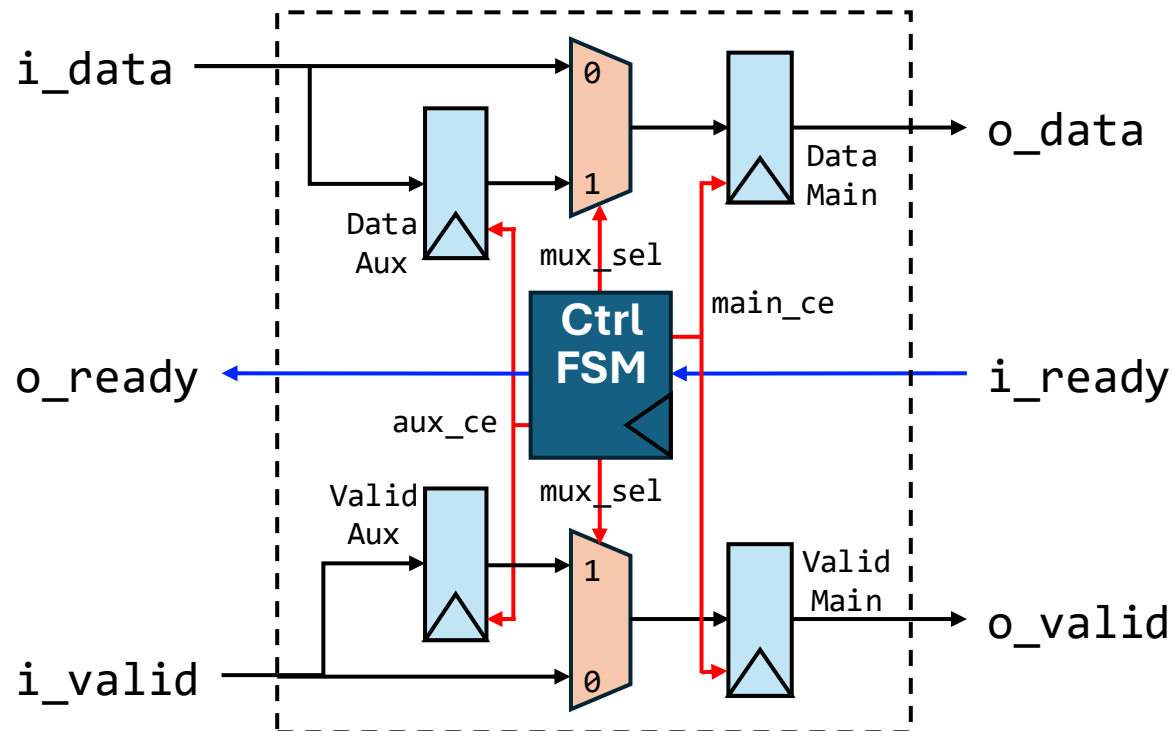 i_data
0
1
Data
Aux
mux_sel
Data
Main
o_data
main_ce
Ctrl
FSM
o_ready
i_ready
aux_ce
mux_sel
Valid
Aux
1
0
Valid
Main
i_valid
o_valid